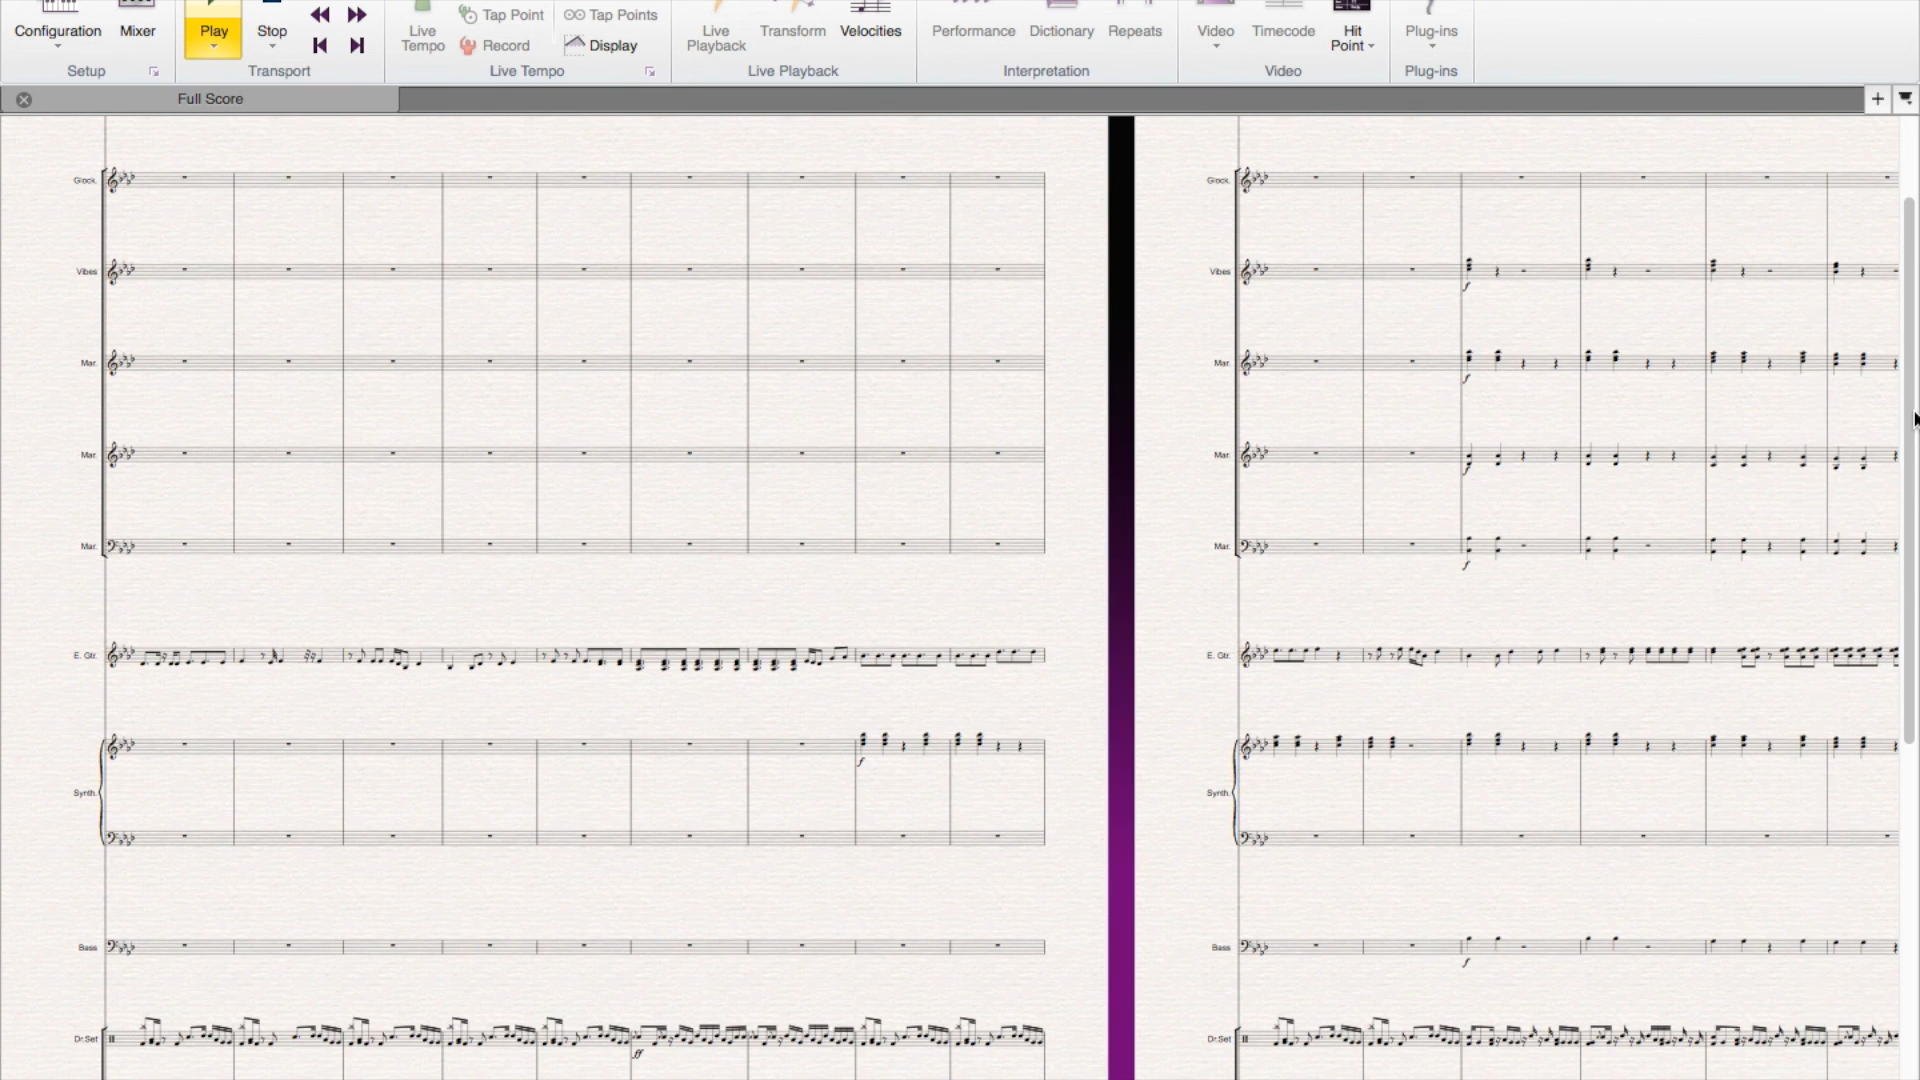 Configuration Mixer Play Stop Live Tempo Tap Point Tap Points Record Display Live Playback Transform Velocities Performance Dictionary Repeats Video Timecode Hit Point Plug-ins
Setup Transport Live Tempo Live Playback Interpretation Video Plug-ins
Full Score
Glock. Glock.
Vibes Vibes
f
Mar. Mar.
f
Mar. Mar.
f
Mar. Mar.
f
E. Gtr. E. Gtr.
f
Synth. Synth.
Bass Bass
f
Dr.Set Dr.Set
ff